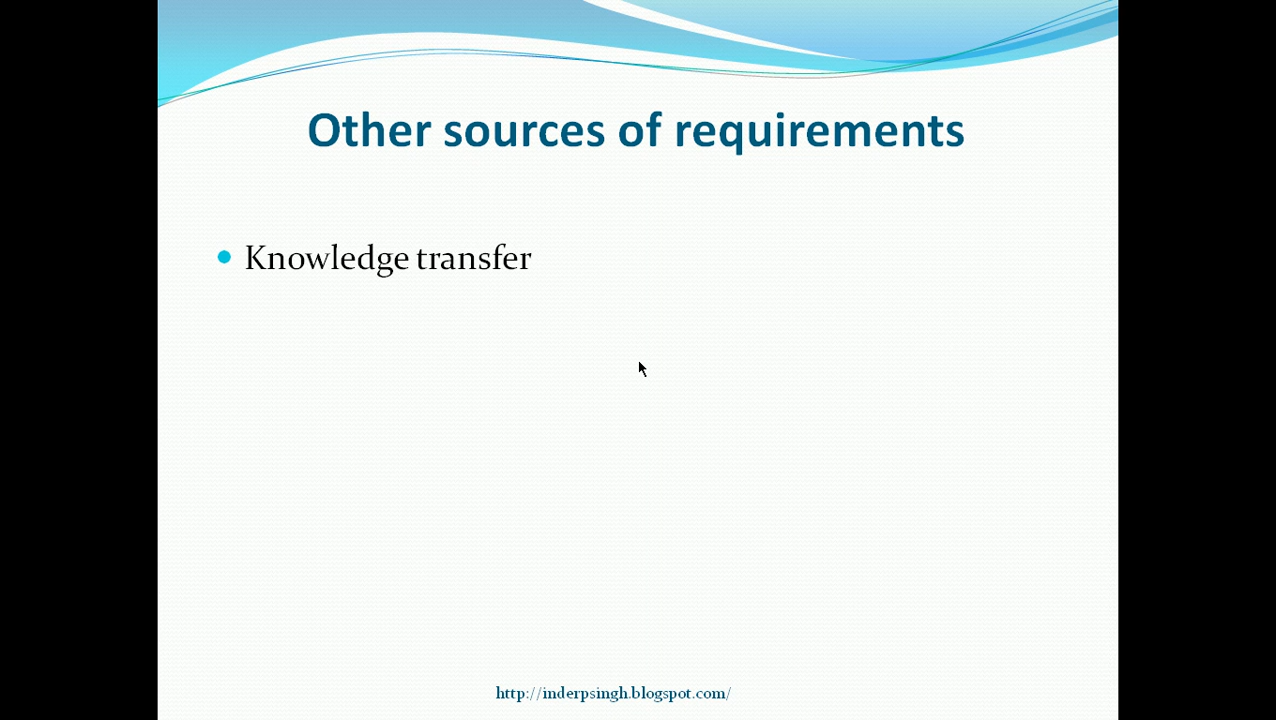 Other sources of requirements
Knowledge transfer
http://inderpsingh.blogspot.com/